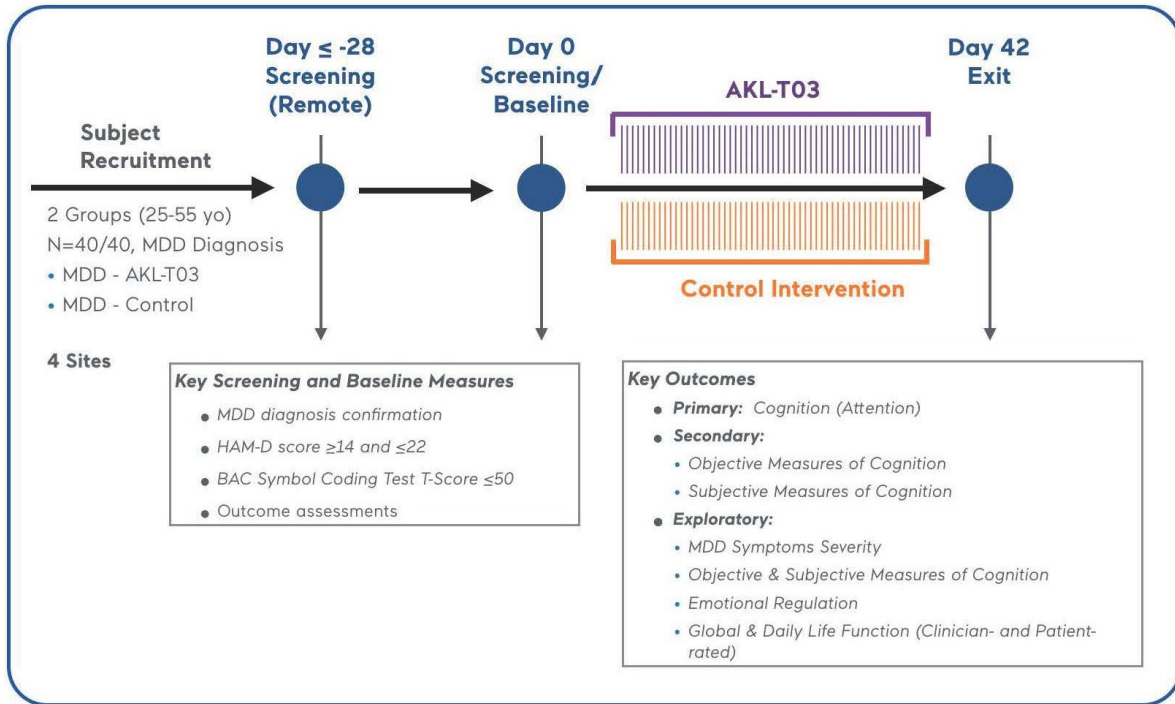 Day ≤ -28
Screening
(Remote)
Day 0
Screening/
Baseline
Day 42
Exit
AKL-T03
Subject
Recruitment
2 Groups (25-55 yo)
N=40/40, MDD Diagnosis
• MDD - AKL-T03
• MDD - Control
Control Intervention
4 Sites
Key Screening and Baseline Measures
● MDD diagnosis confirmation
● HAM-D score ≥14 and ≤22
● BAC Symbol Coding Test T-Score ≤50
● Outcome assessments
Key Outcomes
● Primary: Cognition (Attention)
● Secondary:
• Objective Measures of Cognition
• Subjective Measures of Cognition
● Exploratory:
• MDD Symptoms Severity
• Objective & Subjective Measures of Cognition
• Emotional Regulation
• Global & Daily Life Function (Clinician- and Patient-
rated)